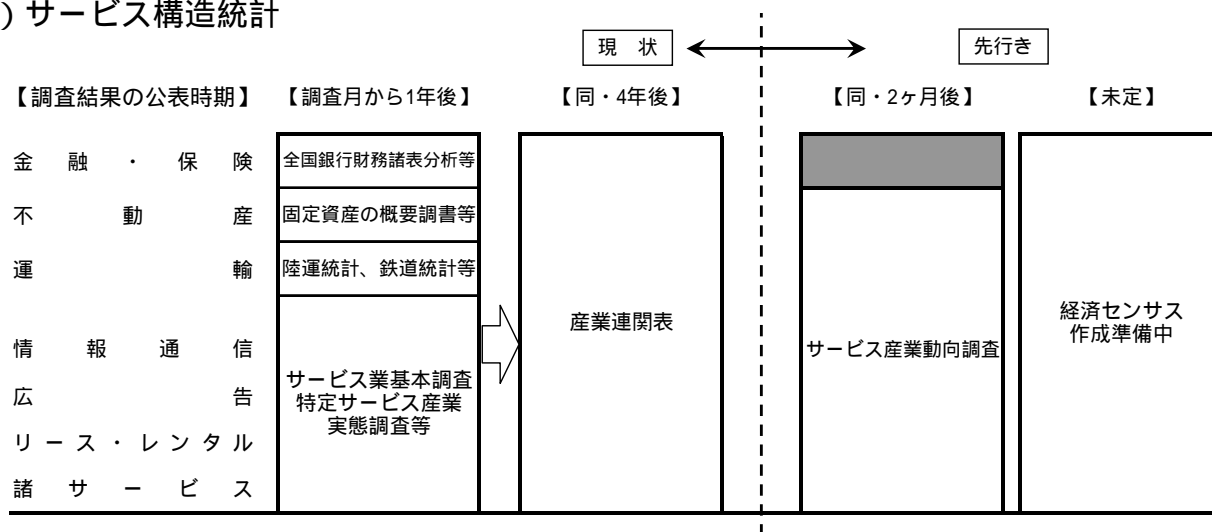 ) サービス構造統計
現 状
先行き
【調査結果の公表時期】 【調査月から1年後】 【同・4年後】 【同・2ヶ月後】 【未定】
金融・保険 全国銀行財務諸表分析等
不動産 固定資産の概要調書等
運輸 陸運統計、鉄道統計等
情報通信
広告
リース・レンタル
諸サービス
サービス業基本調査
特定サービス産業
実態調査等
産業連関表
サービス産業動向調査
経済センサス
作成準備中